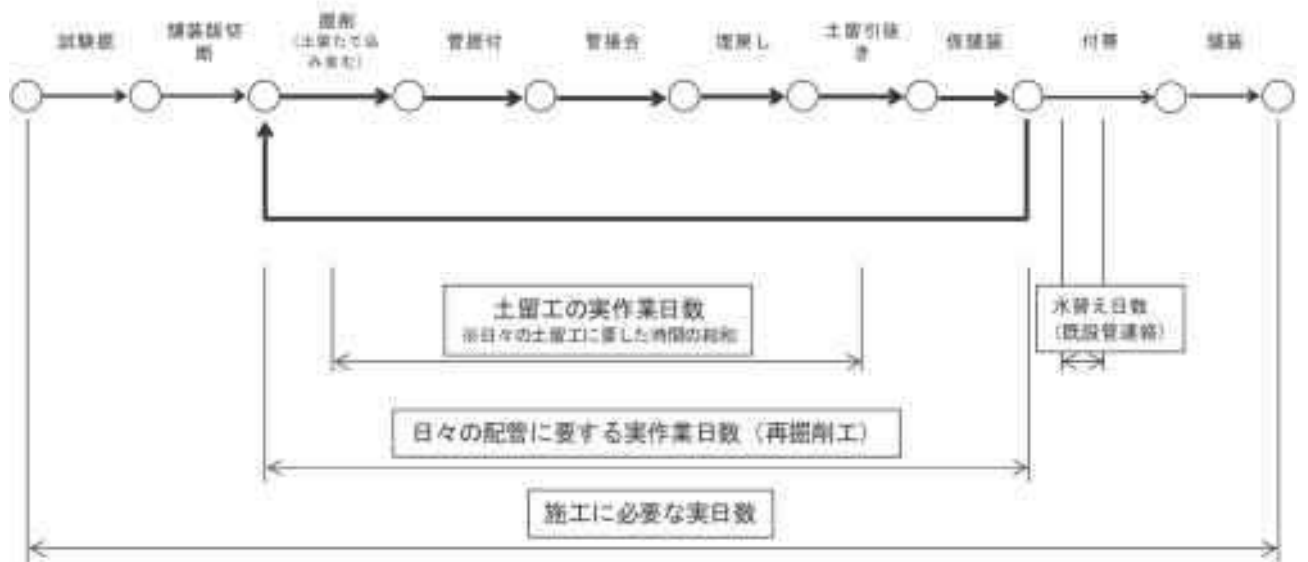 試験掘
舗装版切
断
掘削
(土留たて込
み含む)
管据付
管接合
埋戻し
土留引抜
き
仮舗装
付帯
舗装
土留工の実作業日数
※日々の土留工に要した時間の総和
水替え日数
(既設管連絡)
日々の配管に要する実作業日数（再掘削工）
施工に必要な実日数